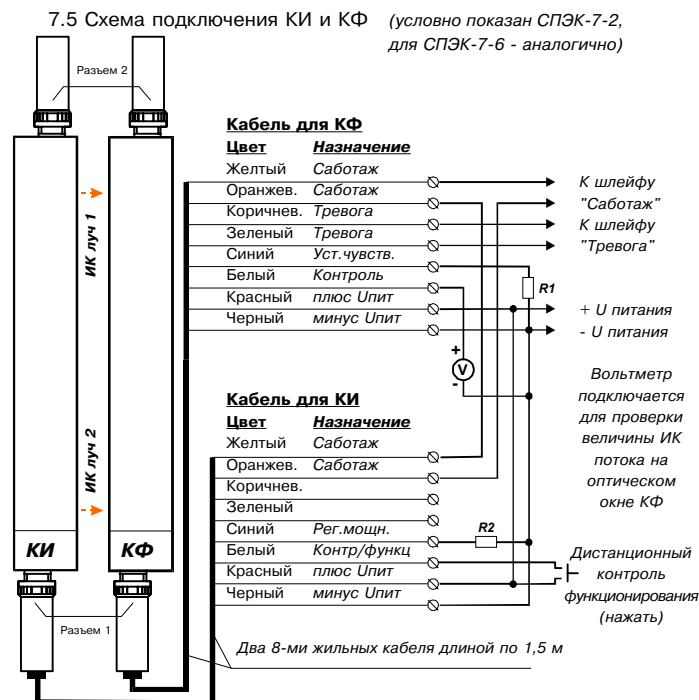 7.5 Схема подключения КИ и КФ (условно показан СПЭК-7-2,
для СПЭК-7-6 - аналогично)
Разъем 2
ИК луч 1
ИК луч 2
КИ
КФ
Разъем 1
Кабель для КФ
Цвет Назначение
Желтый Саботаж
Оранжев. Саботаж
Коричнев. Тревога
Зеленый Тревога
Синий Уст.чувств.
Белый Контроль
Красный плюс Uпит
Черный минус Uпит
К шлейфу
"Саботаж"
К шлейфу
"Тревога"
R1
+ U питания
- U питания
+
V
-
Вольтметр
подключается
для проверки
величины ИК
потока на
оптическом
окне КФ
Кабель для КИ
Цвет Назначение
Желтый Саботаж
Оранжев. Саботаж
Коричнев.
Зеленый
Синий Рег.мощн.
Белый Контр/функц
Красный плюс Uпит
Черный минус Uпит
R2
Дистанционный
контроль
функционирования
(нажать)
Два 8-ми жильных кабеля длиной по 1,5 м